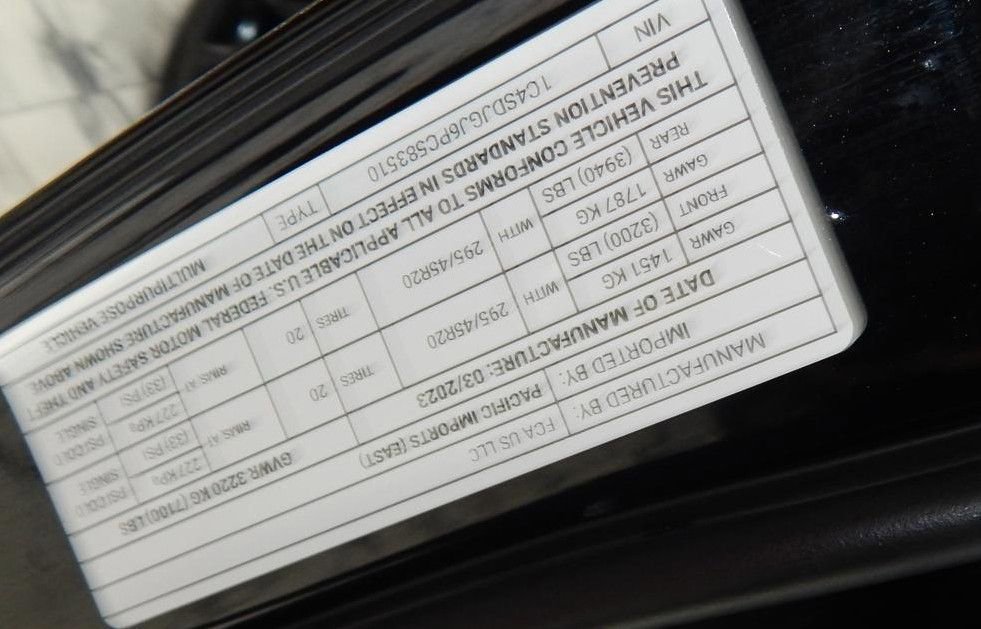 MANUFACTURED BY: FCA US LLC
IMPORTED BY: PACIFIC IMPORTS (EAST)
DATE OF MANUFACTURE: 03/2023 GVWR 3220 KG (7100) LBS
GAWR FRONT 1451 KG (3200) LBS WITH 295/45R20 TIRES 20 RIMS AT 227 KPa (33) PSI PSI/COLD SINGLE
GAWR REAR 1787 KG (3940) LBS WITH 295/45R20 TIRES 20 RIMS AT 227 KPa (33) PSI PSI/COLD SINGLE
THIS VEHICLE CONFORMS TO ALL APPLICABLE U.S. FEDERAL MOTOR SAFETY AND THEFT
PREVENTION STANDARDS IN EFFECT ON THE DATE OF MANUFACTURE SHOWN ABOVE
VIN 1C4SDJGJ6PC583510 TYPE MULTIPURPOSE VEHICLE